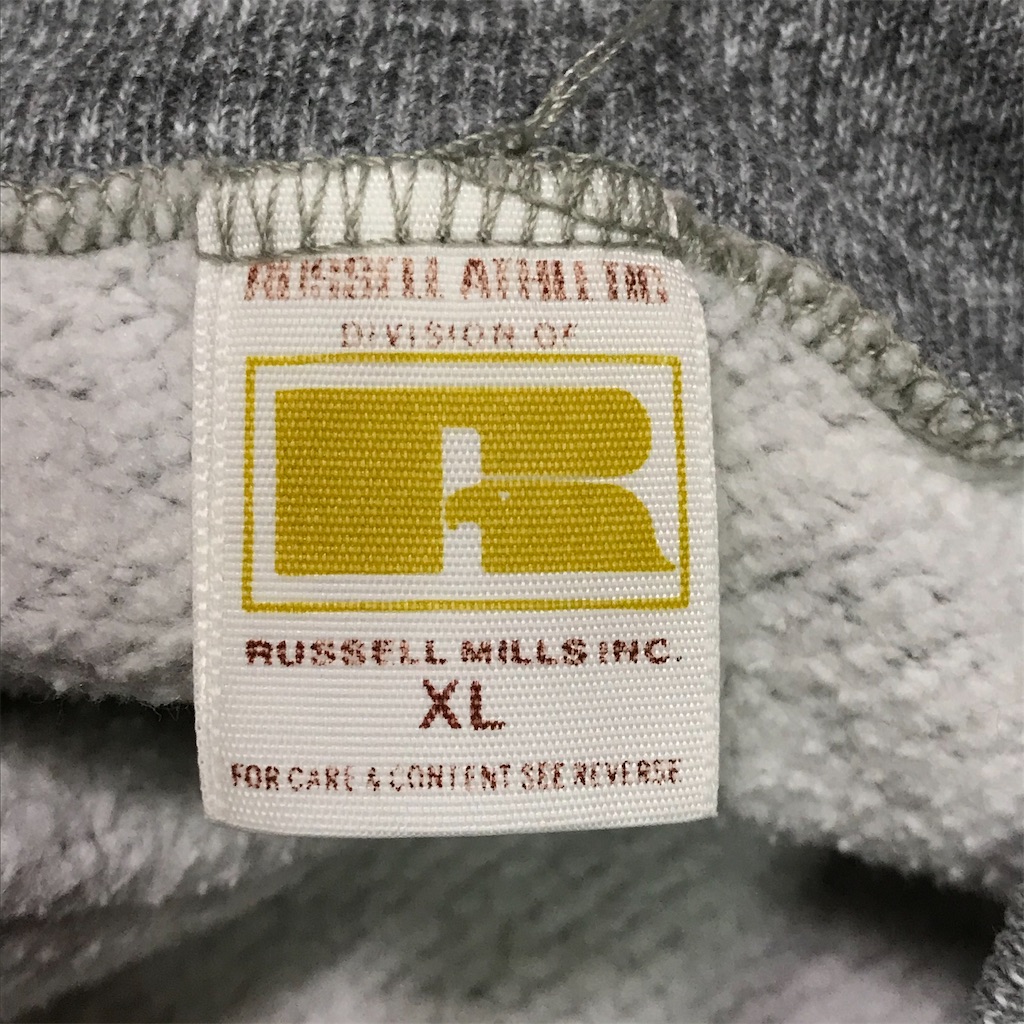 RUSSELL ATHLETIC
DIVISION OF
R
RUSSELL MILLS INC.
XL
FOR CARE & CONTENT SEE REVERSE